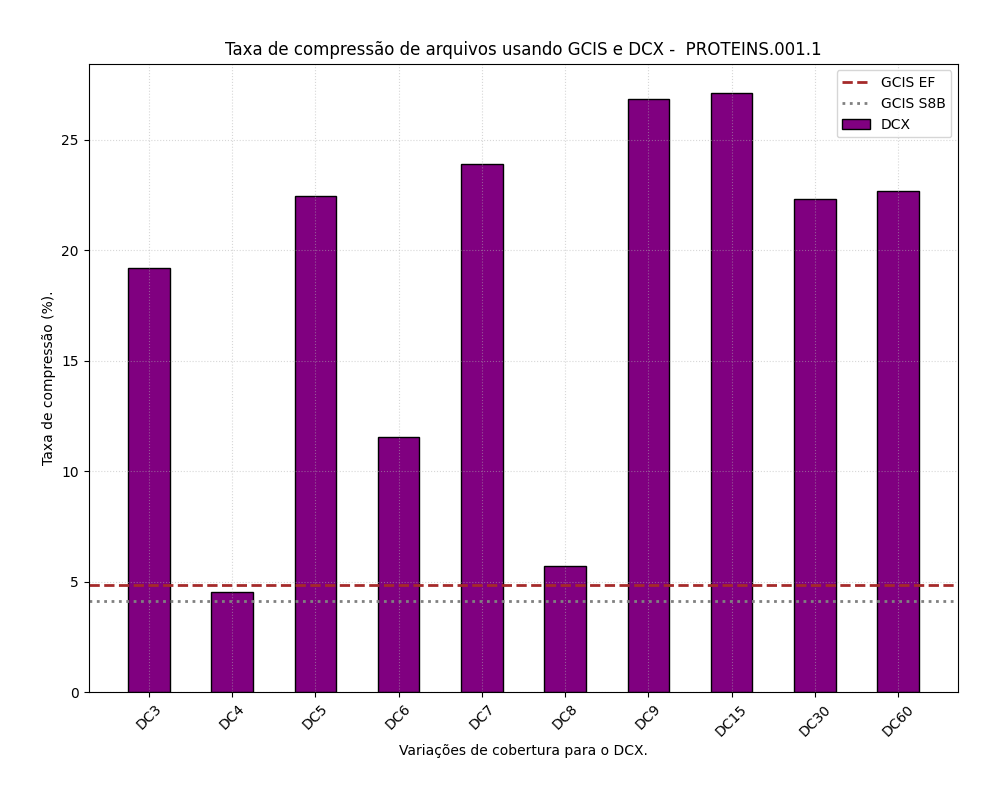 Taxa de compressão de arquivos usando GCIS e DCX -  PROTEINS.001.1
GCIS EF
GCIS S8B
DCX
Taxa de compressão (%).
25
20
15
10
5
0
DC3
DC4
DC5
DC6
DC7
DC8
DC9
DC15
DC30
DC60
Variações de cobertura para o DCX.